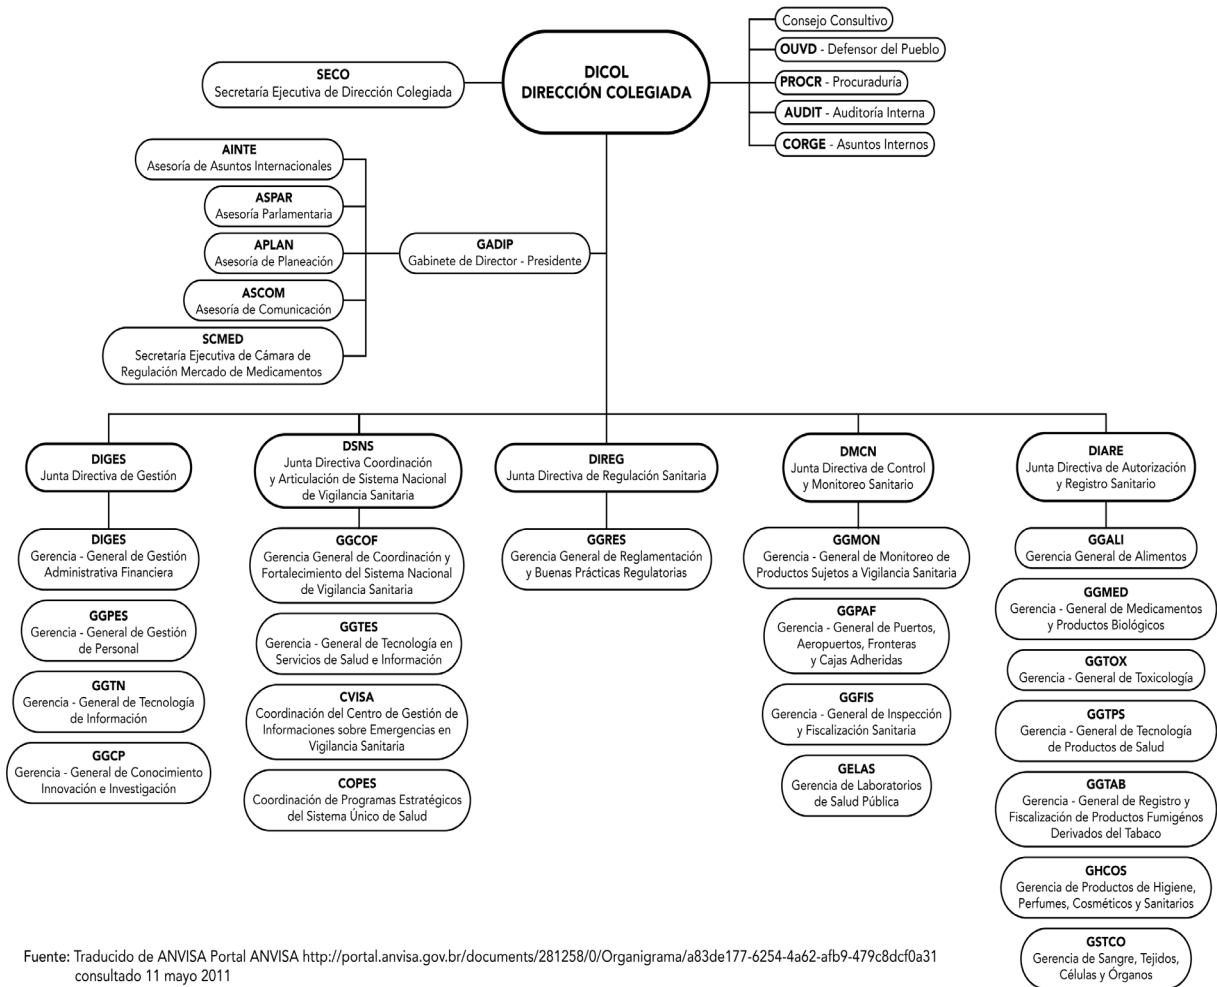 Consejo Consultivo
OUVD - Defensor del Pueblo
PROCR - Procuraduría
AUDIT - Auditoría Interna
CORGE - Asuntos Internos
DICOL
DIRECCIÓN COLEGIADA
SECO
Secretaría Ejecutiva de Dirección Colegiada
AINTE
Asesoría de Asuntos Internacionales
ASPAR
Asesoría Parlamentaria
APLAN
Asesoría de Planeación
ASCOM
Asesoría de Comunicación
SCMED
Secretaría Ejecutiva de Cámara de
Regulación Mercado de Medicamentos
GADIP
Gabinete de Director - Presidente
DIGES
Junta Directiva de Gestión
DIGES
Gerencia - General de Gestión
Administrativa Financiera
GGPES
Gerencia - General de Gestión
de Personal
GGTN
Gerencia - General de Tecnología
de Información
GGCP
Gerencia - General de Conocimiento
Innovación e Investigación
DSNS
Junta Directiva Coordinación
y Articulación de Sistema Nacional
de Vigilancia Sanitaria
GGCOF
Gerencia General de Coordinación y
Fortalecimiento del Sistema Nacional
de Vigilancia Sanitaria
GGTES
Gerencia - General de Tecnología en
Servicios de Salud e Información
CVISA
Coordinación del Centro de Gestión de
Informaciones sobre Emergencias en
Vigilancia Sanitaria
COPES
Coordinación de Programas Estratégicos
del Sistema Único de Salud
DIREG
Junta Directiva de Regulación Sanitaria
GGRES
Gerencia General de Reglamentación
y Buenas Prácticas Regulatorias
DMCN
Junta Directiva de Control
y Monitoreo Sanitario
GGMON
Gerencia - General de Monitoreo de
Productos Sujetos a Vigilancia Sanitaria
GGPAF
Gerencia - General de Puertos,
Aeropuertos, Fronteras
y Cajas Adheridas
GGFIS
Gerencia - General de Inspección
y Fiscalización Sanitaria
GELAS
Gerencia de Laboratorios
de Salud Pública
DIARE
Junta Directiva de Autorización
y Registro Sanitario
GGALI
Gerencia General de Alimentos
GGMED
Gerencia - General de Medicamentos
y Productos Biológicos
GGTOX
Gerencia - General de Toxicología
GGTPS
Gerencia - General de Tecnología
de Productos de Salud
GGTAB
Gerencia - General de Registro y
Fiscalización de Productos Fumigénos
Derivados del Tabaco
GHCOS
Gerencia de Productos de Higiene,
Perfumes, Cosméticos y Sanitarios
GSTCO
Gerencia de Sangre, Tejidos,
Células y Órganos
Fuente: Traducido de ANVISA Portal ANVISA http://portal.anvisa.gov.br/documents/281258/0/Organigrama/a83de177-6254-4a62-afb9-479c8dcf0a31
consultado 11 mayo 2011